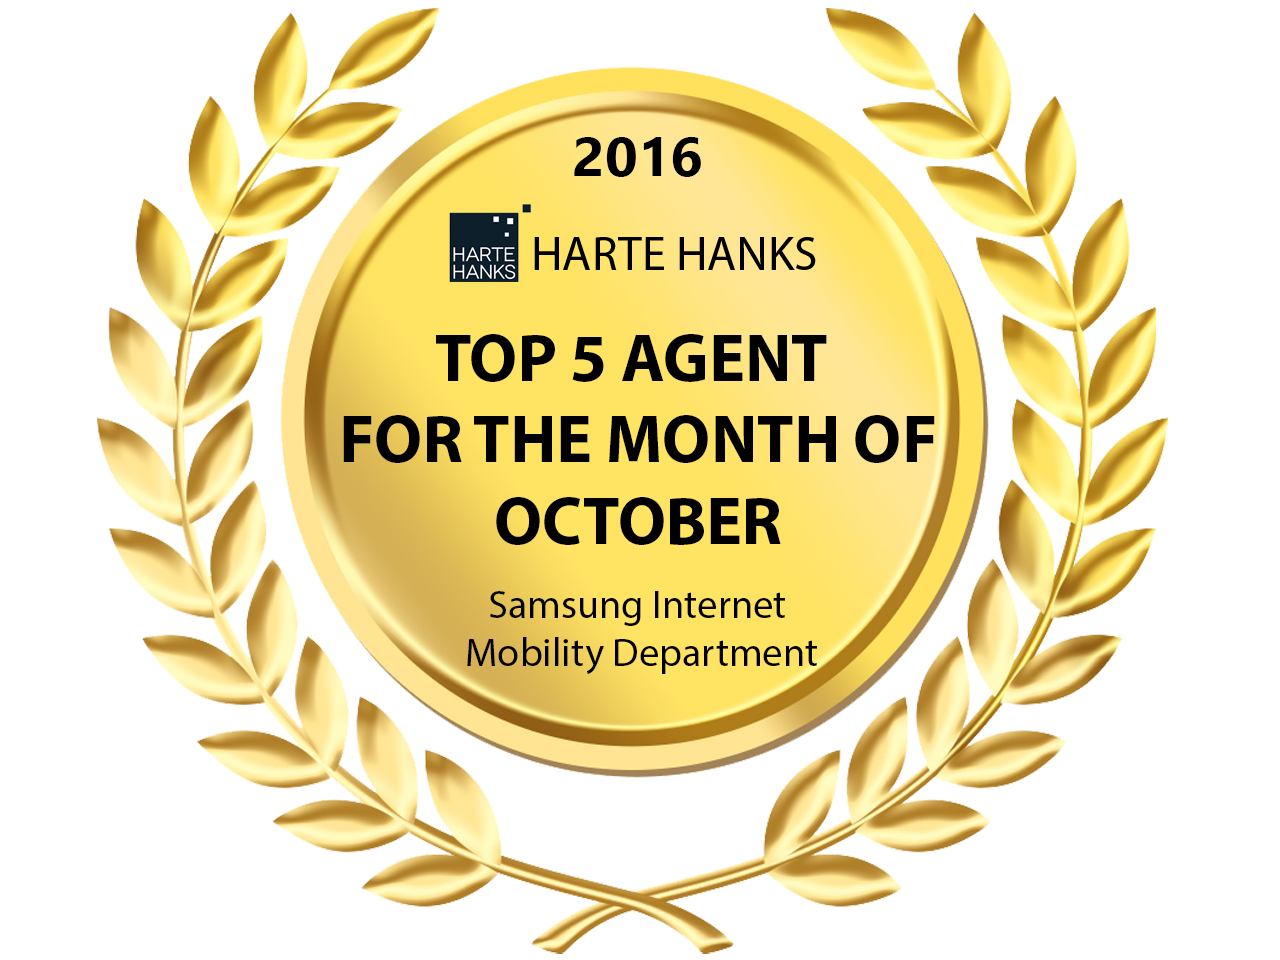 2016
HARTE
HANKS
HARTE HANKS
TOP 5 AGENT
FOR THE MONTH OF
OCTOBER
Samsung Internet
Mobility Department